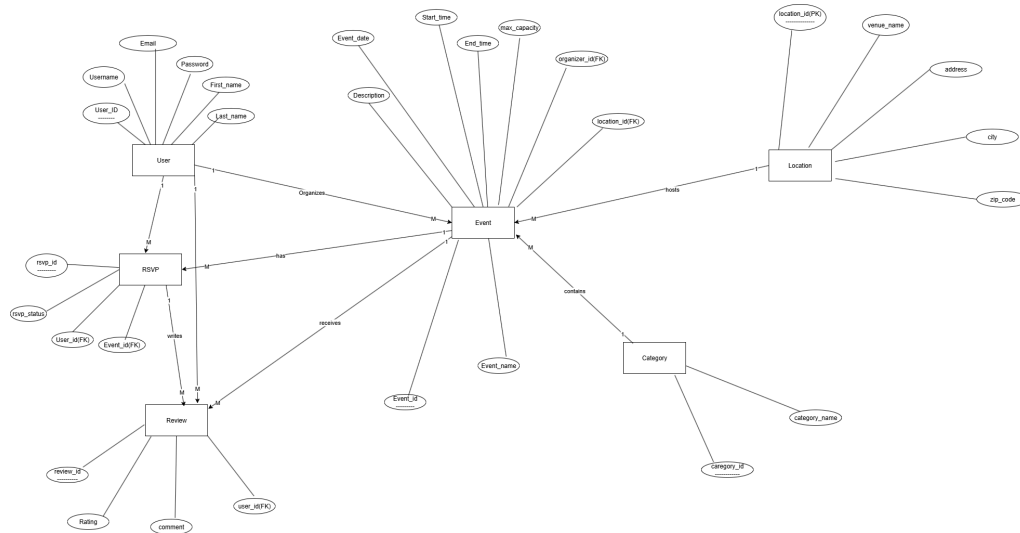 Start_time
location_id(PK)
--------------
venue_name
max_capacity
Event_date
Email
End_time
Password
organizer_id(FK)
address
Username
First_name
Description
User_ID
---------
Last_name
location_id(FK)
city
User
Location
1
1
1
1
hosts
Organizes
zip_code
M
M
Event
M
1
1
M
has
rsvp_id
----------
RSVP
M
contains
1
rsvp_status
receives
writes
1
User_id(FK)
Event_id(FK)
Category
Event_name
M
M
Event_id
---------
M
category_name
Review
review_id
----------
caregory_id
------------
user_id(FK)
Rating
comment